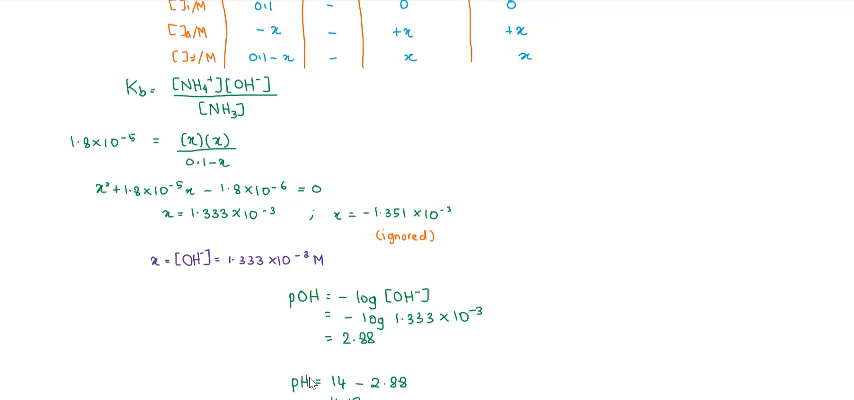 [ ]i/M 0.1 - 0 0
[ ]Δ/M - x - + x + x
[ ]f/M 0.1 - x - x x
Kb = [NH4+][OH-] / [NH3]
1.8 × 10⁻⁵ = (x)(x) / 0.1 - x
x² + 1.8 × 10⁻⁵ x - 1.8 × 10⁻⁶ = 0
x = 1.333 × 10⁻³ ; x = - 1.351 × 10⁻³
(ignored)
x = [OH⁻] = 1.333 × 10⁻³ M
pOH = - log [OH⁻]
= - log 1.333 × 10⁻³
= 2.88
pH = 14 - 2.88